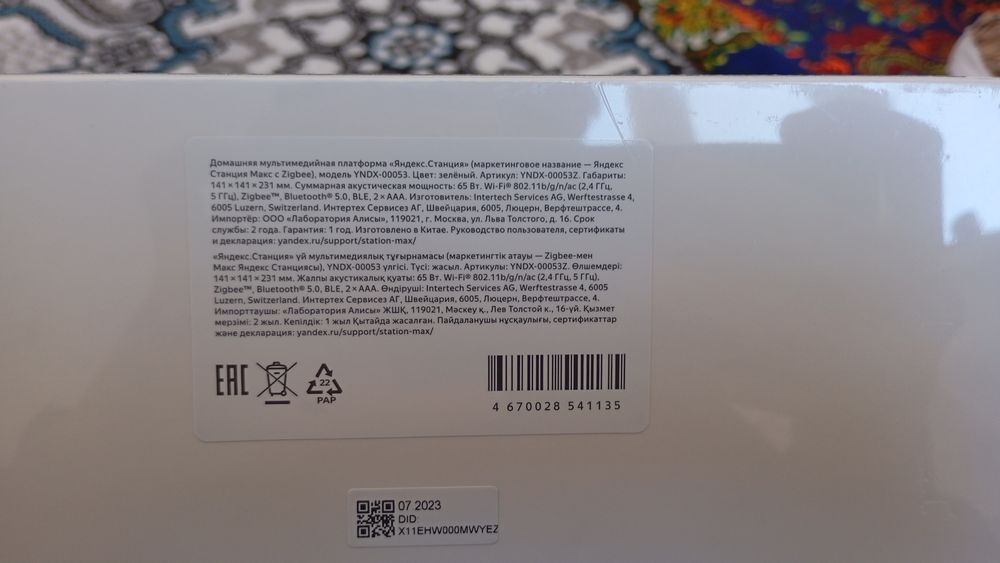 Домашняя мультимедийная платформа «Яндекс.Станция» (маркетинговое название — Яндекс
Станция Макс с Zigbee), модель YNDX-00053. Цвет: зелёный. Артикул: YNDX-00053Z. Габариты:
141 × 141 × 231 мм. Суммарная акустическая мощность: 65 Вт. Wi-Fi® 802.11b/g/n/ac (2,4 ГГц,
5 ГГц), Zigbee™, Bluetooth® 5.0, BLE, 2 × AAA. Изготовитель: Intertech Services AG, Werftestrasse 4,
6005 Luzern, Switzerland. Интертех Сервисез АГ, Швейцария, 6005, Люцерн, Верфтештрассе, 4.
Импортёр: ООО «Лаборатория Алисы», 119021, г. Москва, ул. Льва Толстого, д. 16. Срок
службы: 2 года. Гарантия: 1 год. Изготовлено в Китае. Руководство пользователя, сертификаты
и декларация: yandex.ru/support/station-max/
«Яндекс.Станция» үй мультимедиялық тұғырнамасы (маркетингтік атауы — Zigbee-мен
Макс Яндекс Станциясы), YNDX-00053 үлгісі. Түсі: жасыл. Артикулы: YNDX-00053Z. Өлшемдері:
141 × 141 × 231 мм. Жалпы акустикалық қуаты: 65 Вт. Wi-Fi® 802.11b/g/n/ac (2,4 ГГц, 5 ГГц),
Zigbee™, Bluetooth® 5.0, BLE, 2 × AAA. Өндіруші: Intertech Services AG, Werftestrasse 4, 6005
Luzern, Switzerland. Интертех Сервисез АГ, Швейцария, 6005, Люцерн, Верфтештрассе, 4.
Импорттаушы: «Лаборатория Алисы» ЖШҚ, 119021, Мәскеу қ., Лев Толстой к., 16-үй. Қызмет
мерзімі: 2 жыл. Кепілдік: 1 жыл Қытайда жасалған. Пайдаланушы нұсқаулығы, сертификаттар
және декларация: yandex.ru/support/station-max/
EAC
22
PAP
4 670028 541135
07 2023
DID:
X11EHW000MWYEZ